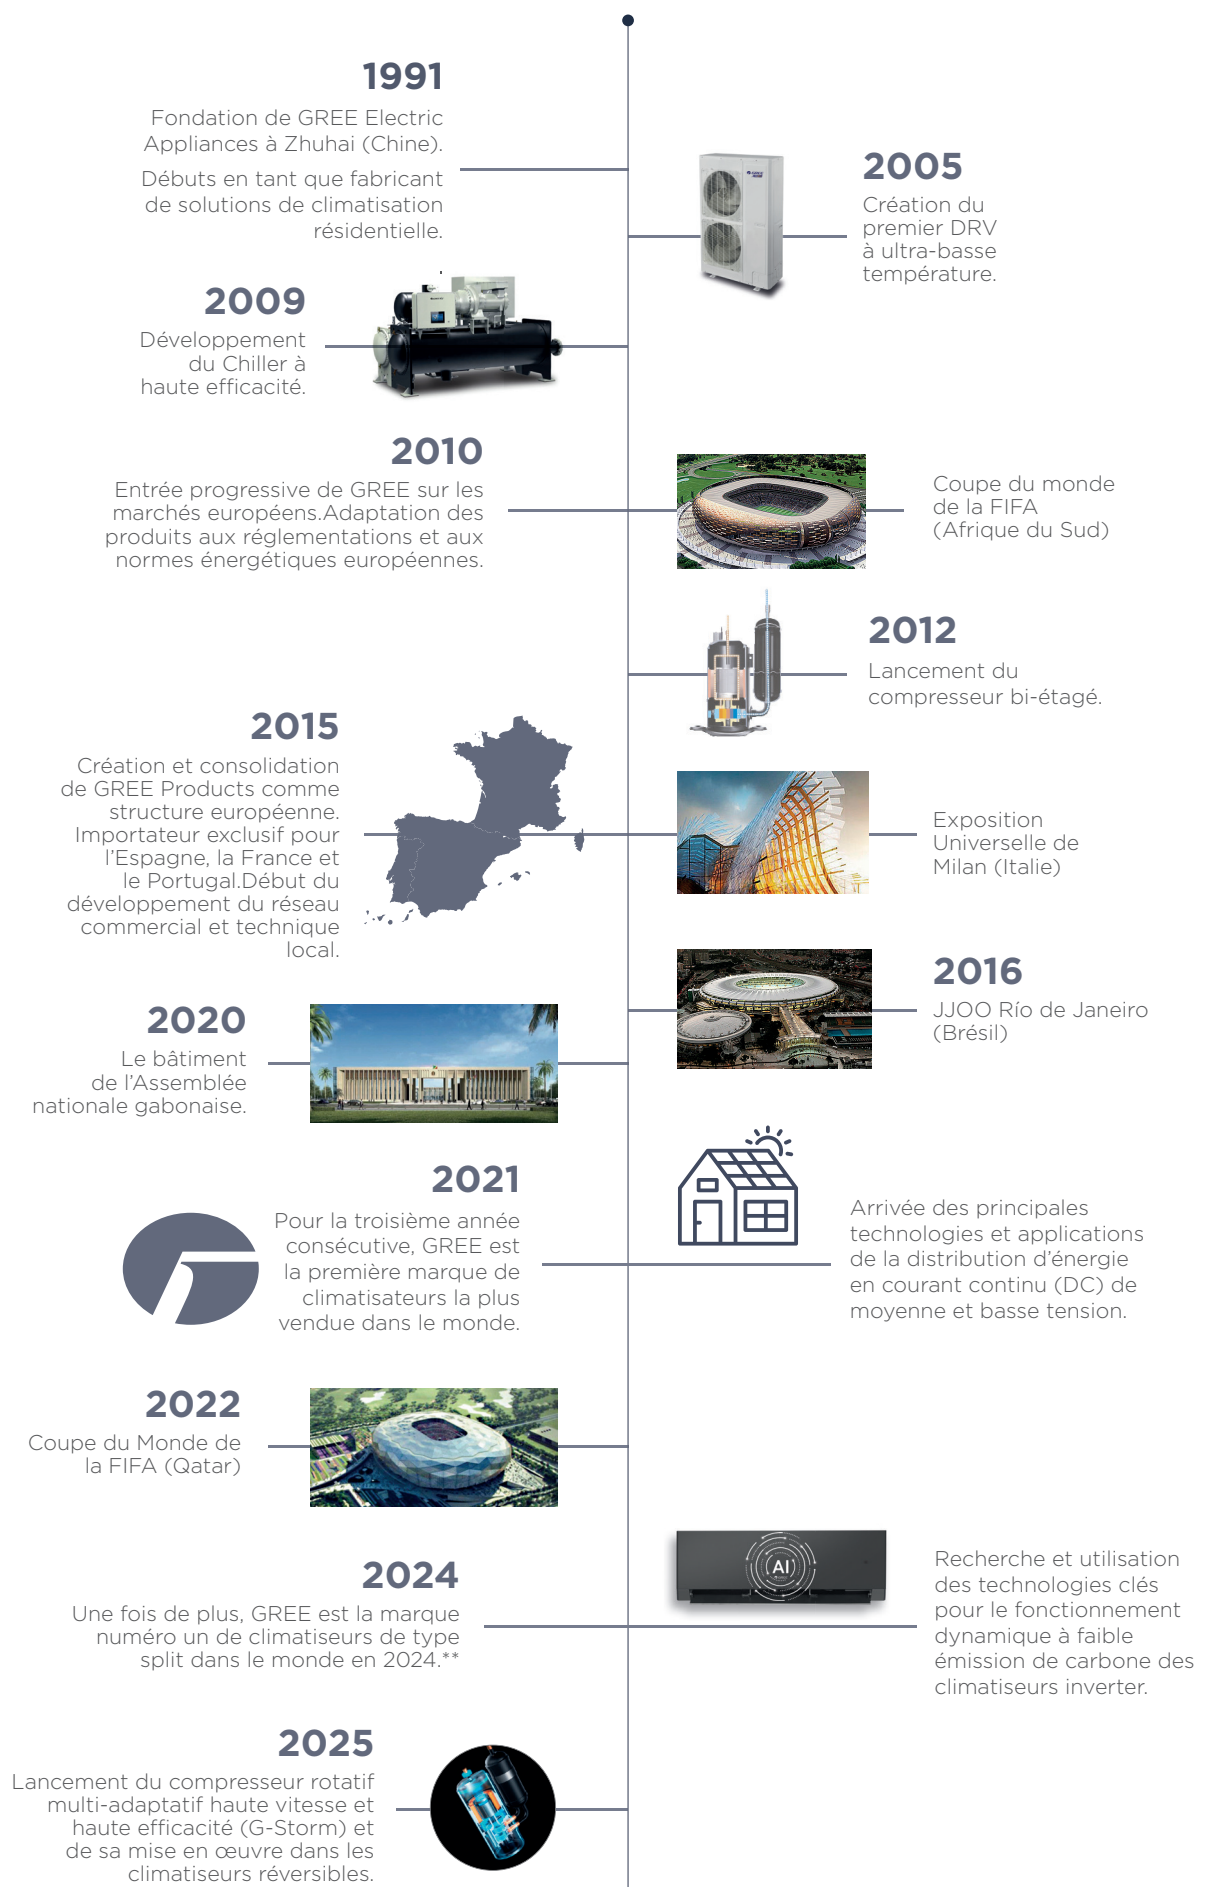 1991
Fondation de GREE Electric
Appliances à Zhuhai (Chine).
Débuts en tant que fabricant
de solutions de climatisation
résidentielle.
2005
Création du
premier DRV
à ultra-basse
température.
2009
Développement
du Chiller à
haute efficacité.
2010
Entrée progressive de GREE sur les
marchés européens.Adaptation des
produits aux réglementations et aux
normes énergétiques européennes.
Coupe du monde
de la FIFA
(Afrique du Sud)
2012
Lancement du
compresseur bi-étagé.
2015
Création et consolidation
de GREE Products comme
structure européenne.
Importateur exclusif pour
l'Espagne, la France et
le Portugal.Début du
développement du réseau
commercial et technique
local.
Exposition
Universelle de
Milan (Italie)
2016
JJOO Río de Janeiro
(Brésil)
2020
Le bâtiment
de l'Assemblée
nationale gabonaise.
2021
Pour la troisième année
consécutive, GREE est
la première marque de
climatisateurs la plus
vendue dans le monde.
Arrivée des principales
technologies et applications
de la distribution d'énergie
en courant continu (DC) de
moyenne et basse tension.
2022
Coupe du Monde de
la FIFA (Qatar)
2024
Une fois de plus, GREE est la marque
numéro un de climatiseurs de type
split dans le monde en 2024.**
AI
Recherche et utilisation
des technologies clés
pour le fonctionnement
dynamique à faible
émission de carbone des
climatiseurs inverter.
2025
Lancement du compresseur rotatif
multi-adaptatif haute vitesse et
haute efficacité (G-Storm) et
de sa mise en œuvre dans les
climatiseurs réversibles.